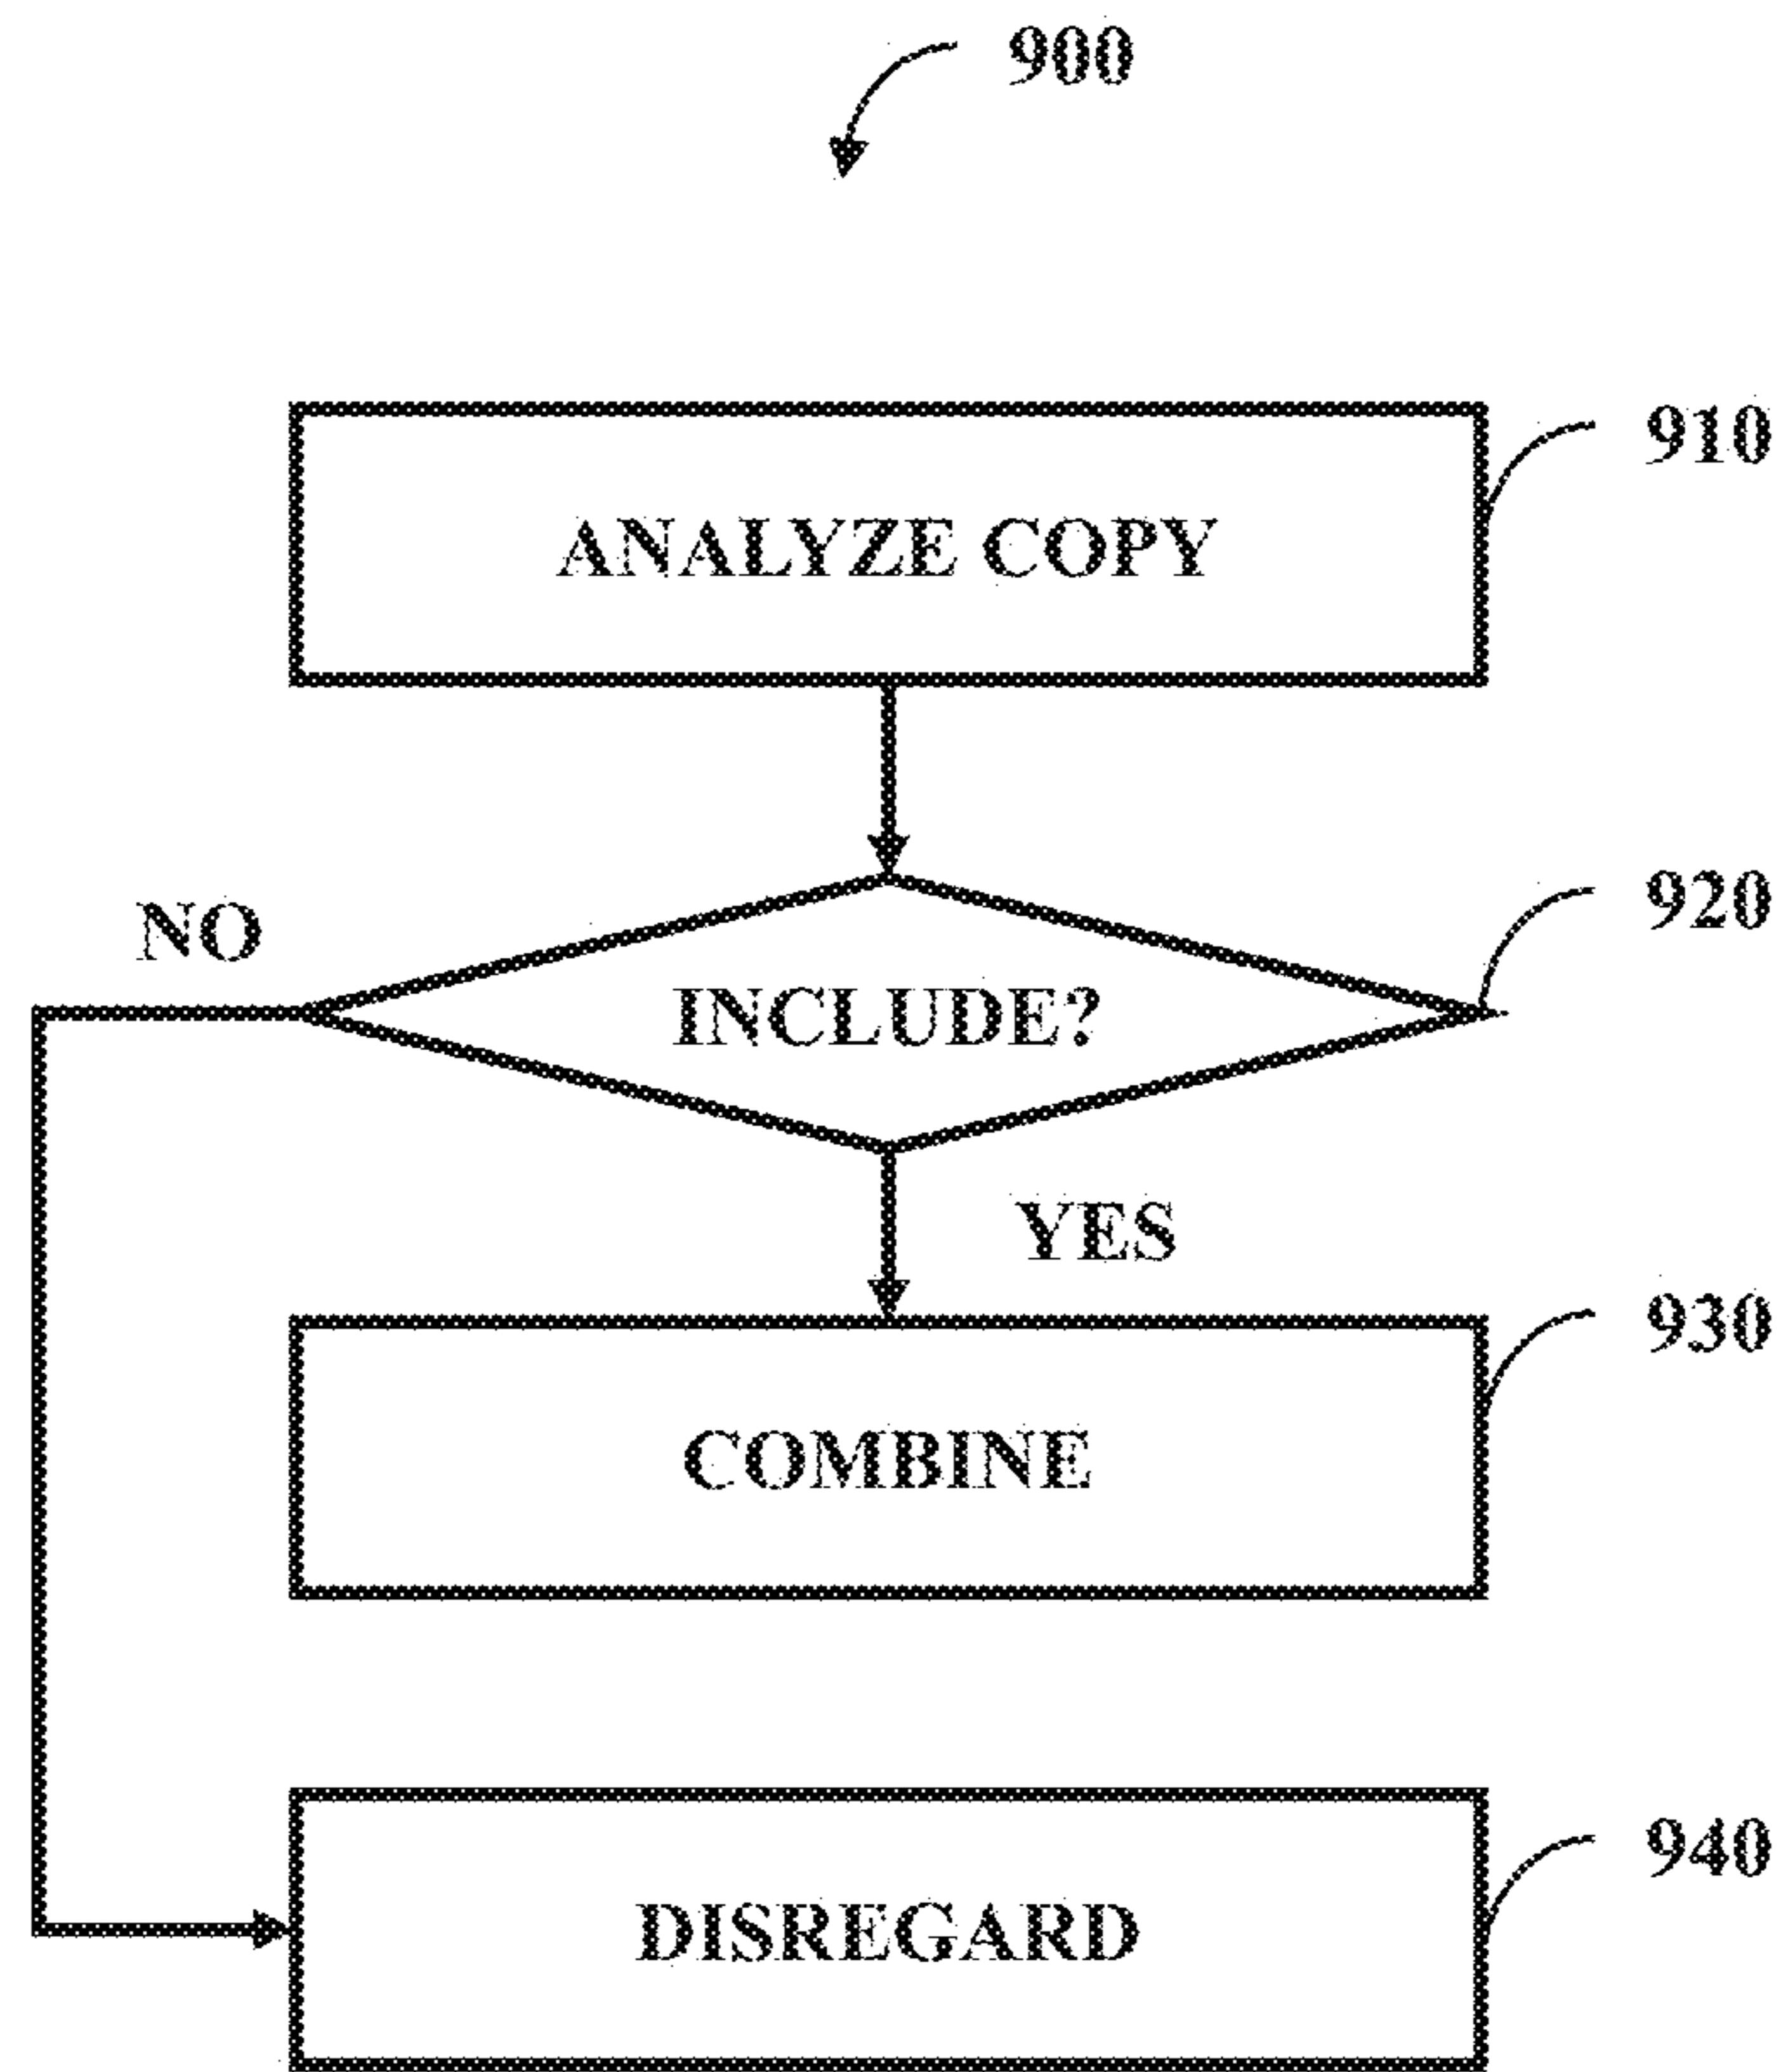 900
ANALYZE COPY
910
NO
INCLUDE?
920
YES
COMBINE
930
DISREGARD
940